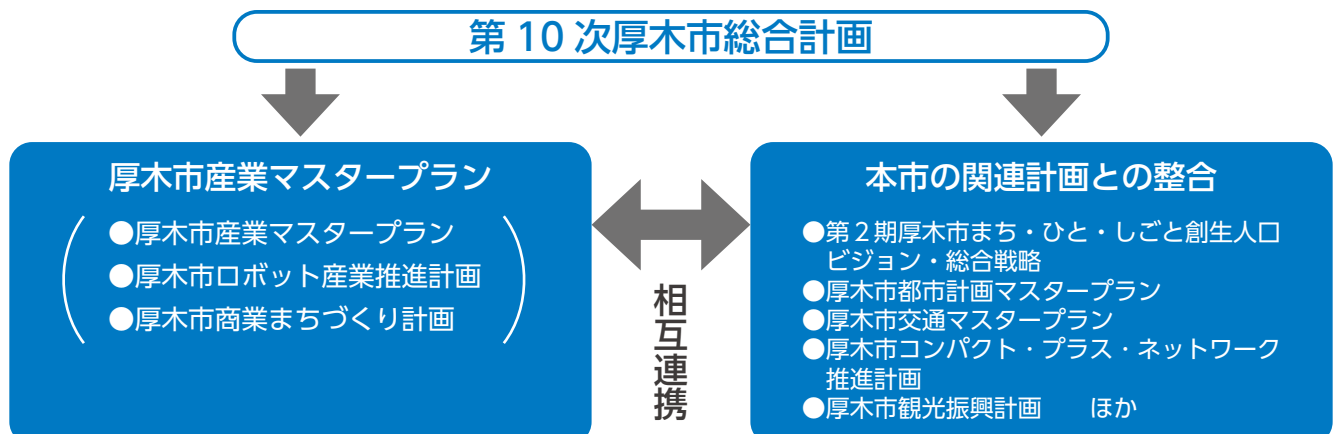 第 10 次厚木市総合計画
厚木市産業マスタープラン
●厚木市産業マスタープラン
●厚木市ロボット産業推進計画
●厚木市商業まちづくり計画
相互連携
本市の関連計画との整合
●第２期厚木市まち・ひと・しごと創生人口
ビジョン・総合戦略
●厚木市都市計画マスタープラン
●厚木市交通マスタープラン
●厚木市コンパクト・プラス・ネットワーク
推進計画
●厚木市観光振興計画　　ほか